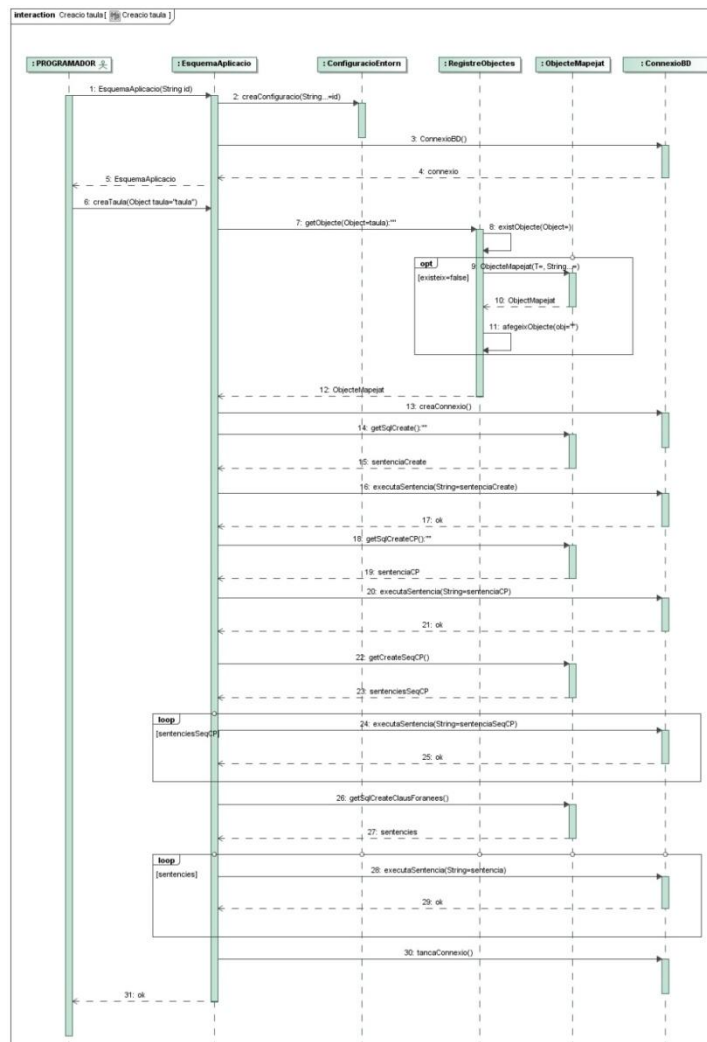 interaction Creacio taula [ Creacio taula ]
: PROGRAMADOR
: EsquemaAplicacio
: ConfiguracioEntorn
: RegistreObjectes
: ObjecteMapejat
: ConnexioBD
1: EsquemaAplicacio(String id)
2: creaConfiguracio(String...=id)
3: ConnexioBD()
4: connexio
5: EsquemaAplicacio
6: creaTaula(Object taula="taula")
7: getObjecte(Object=taula):""
8: existObjecte(Object=)
opt
[existeix=false]
9: ObjecteMapejat(T=, String...=)
10: ObjectMapejat
11: afegeixObjecte(obj="")
12: ObjecteMapejat
13: creaConnexio()
14: getSqlCreate():""
15: sentenciaCreate
16: executaSentencia(String=sentenciaCreate)
17: ok
18: getSqlCreateCP():""
19: sentenciaCP
20: executaSentencia(String=sentenciaCP)
21: ok
22: getCreateSeqCP()
23: sentenciesSeqCP
loop
[sentenciesSeqCP]
24: executaSentencia(String=sentenciaSeqCP)
25: ok
26: getSqlCreateClausForanees()
27: sentencies
loop
[sentencies]
28: executaSentencia(String=sentencia)
29: ok
30: tancaConnexio()
31: ok